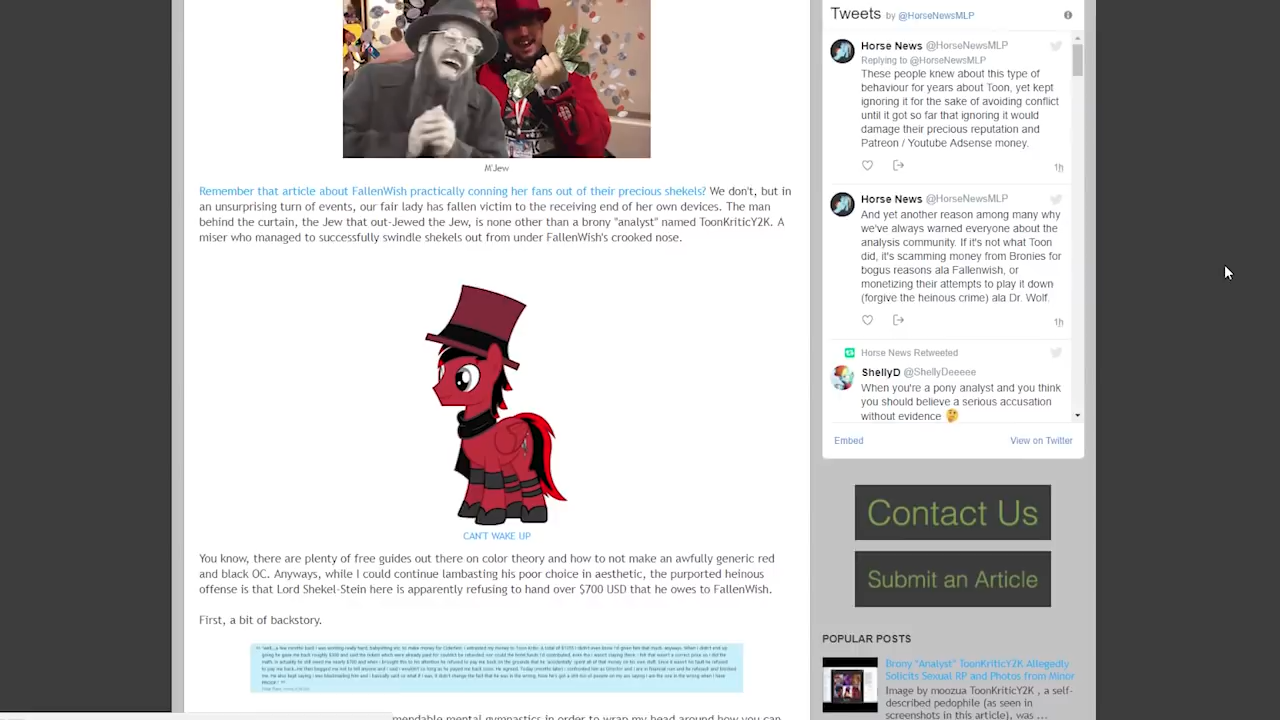 M'Jew
Remember that article about FallenWish practically conning her fans out of their precious shekels? We don't, but in
an unsurprising turn of events, our fair lady has fallen victim to the receiving end of her own devices. The man
behind the curtain, the Jew that out-Jewed the Jew, is none other than a brony "analyst" named ToonKriticY2K. A
miser who managed to successfully swindle shekels out from under FallenWish's crooked nose.
CAN'T WAKE UP
You know, there are plenty of free guides out there on color theory and how to not make an awfully generic red
and black OC. Anyways, while I could continue lambasting his poor choice in aesthetic, the purported heinous
offense is that Lord Shekel-Stein here is apparently refusing to hand over $700 USD that he owes to FallenWish.
First, a bit of backstory.
mendable mental gymnastics in order to wrap my head around how you can
Tweets by @HorseNewsMLP
Horse News @HorseNewsMLP
Replying to @HorseNewsMLP
These people knew about this type of
behaviour for years about Toon, yet kept
ignoring it for the sake of avoiding conflict
until it got so far that ignoring it would
damage their precious reputation and
Patreon / Youtube Adsense money.
1h
Horse News @HorseNewsMLP
And yet another reason among many why
we've always warned everyone about the
analysis community. If it's not what Toon
did, it's scamming money from Bronies for
bogus reasons ala Fallenwish, or
monetizing their attempts to play it down
(forgive the heinous crime) ala Dr. Wolf.
1h
Horse News Retweeted
ShellyD @ShellyDeeeee
When you're a pony analyst and you think
you should believe a serious accusation
without evidence
Embed
View on Twitter
Contact Us
Submit an Article
POPULAR POSTS
Brony "Analyst" ToonKriticY2K Allegedly
Solicits Sexual RP and Photos from Minor
Image by moozua ToonKriticY2K , a self-
described pedophile (as seen in
screenshots in this article), was ...